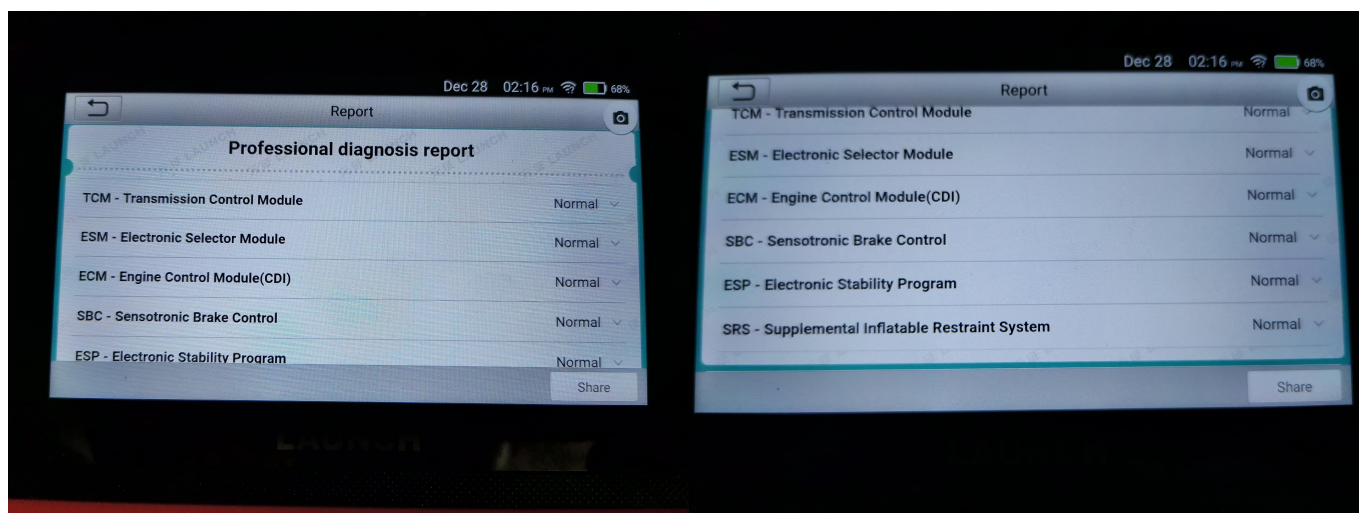 Dec 28 02:16 PM 68%
Report
Professional diagnosis report
TCM - Transmission Control Module Normal
ESM - Electronic Selector Module Normal
ECM - Engine Control Module(CDI) Normal
SBC - Sensotronic Brake Control Normal
ESP - Electronic Stability Program Normal
Share
LAUNCH
Dec 28 02:16 PM 68%
Report
TCM - Transmission Control Module Normal
ESM - Electronic Selector Module Normal
ECM - Engine Control Module(CDI) Normal
SBC - Sensotronic Brake Control Normal
ESP - Electronic Stability Program Normal
SRS - Supplemental Inflatable Restraint System Normal
Share
LAUNCH